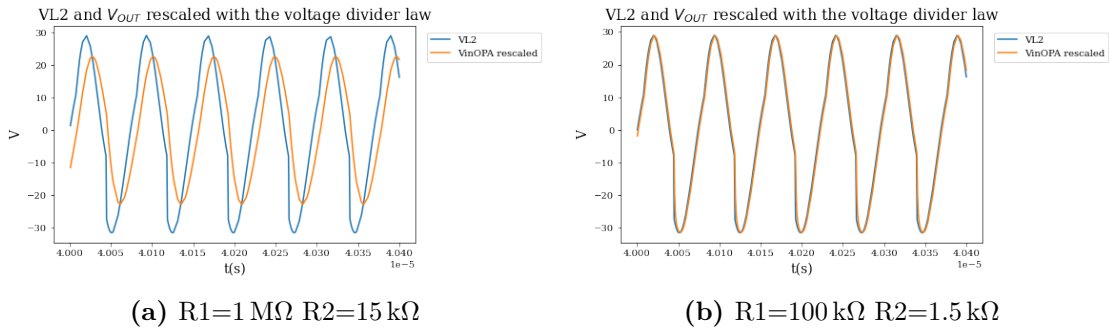 VL2 and VOUT rescaled with the voltage divider law
30
20
10
0
−10
−20
−30
V
VL2
VinOPA rescaled
4.000 4.005 4.010 4.015 4.020 4.025 4.030 4.035 4.040
1e−5
t(s)
(a) R1=1 MΩ R2=15 kΩ
VL2 and VOUT rescaled with the voltage divider law
30
20
10
0
−10
−20
−30
V
VL2
VinOPA rescaled
4.000 4.005 4.010 4.015 4.020 4.025 4.030 4.035 4.040
1e−5
t(s)
(b) R1=100 kΩ R2=1.5 kΩ